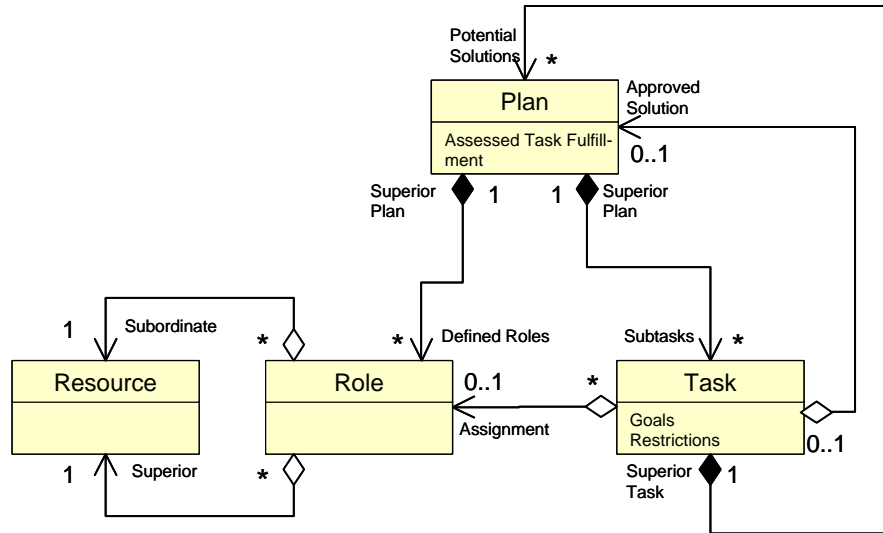 Potential
Solutions
*
Plan
Approved
Solution
Assessed Task Fulfill-
ment
0..1
Superior
Plan
1
1
Superior
Plan
1
Subordinate
*
*
Defined Roles
Subtasks
*
Resource
Role
0..1
*
Task
Assignment
Goals
Restrictions
0..1
1
Superior
*
Superior
Task
1